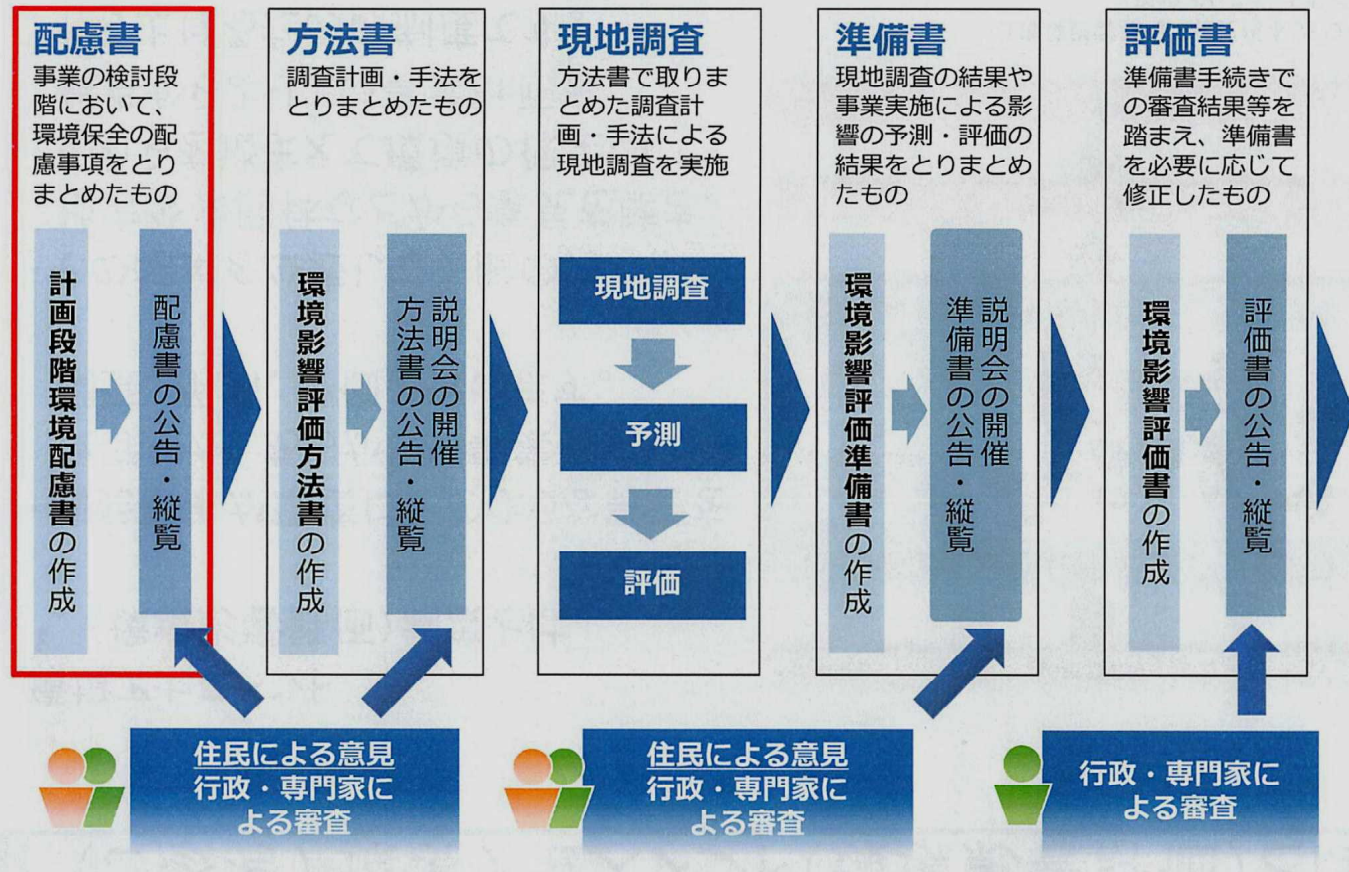 配慮書
事業の検討段
階において、
環境保全の配
慮事項をとり
まとめたもの
計画段階環境配慮書の作成
配慮書の公告・縦覧
方法書
調査計画・手法を
とりまとめたもの
環境影響評価方法書の作成
説明会の開催
方法書の公告・縦覧
現地調査
方法書で取りま
とめた調査計
画・手法による
現地調査を実施
現地調査
予測
評価
準備書
現地調査の結果や
事業実施による影
響の予測・評価の
結果をとりまとめ
たもの
環境影響評価準備書の作成
説明会の開催
準備書の公告・縦覧
評価書
準備書手続きで
の審査結果等を
踏まえ、準備書
を必要に応じて
修正したもの
環境影響評価書の作成
評価書の公告・縦覧
住民による意見
行政・専門家に
よる審査
住民による意見
行政・専門家に
よる審査
行政・専門家に
よる審査